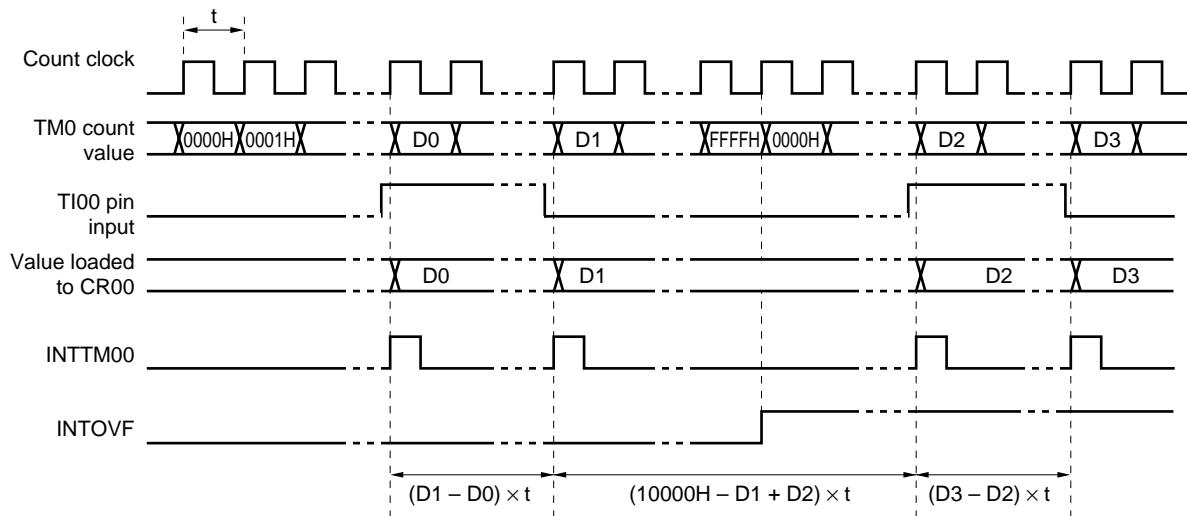 t
Count clock
TM0 count
value
0000H 0001H D0 D1 FFFFH 0000H D2 D3
TI00 pin
input
Value loaded
to CR00
D0 D1 D2 D3
INTTM00
INTOVF
(D1 – D0) × t (10000H – D1 + D2) × t (D3 – D2) × t